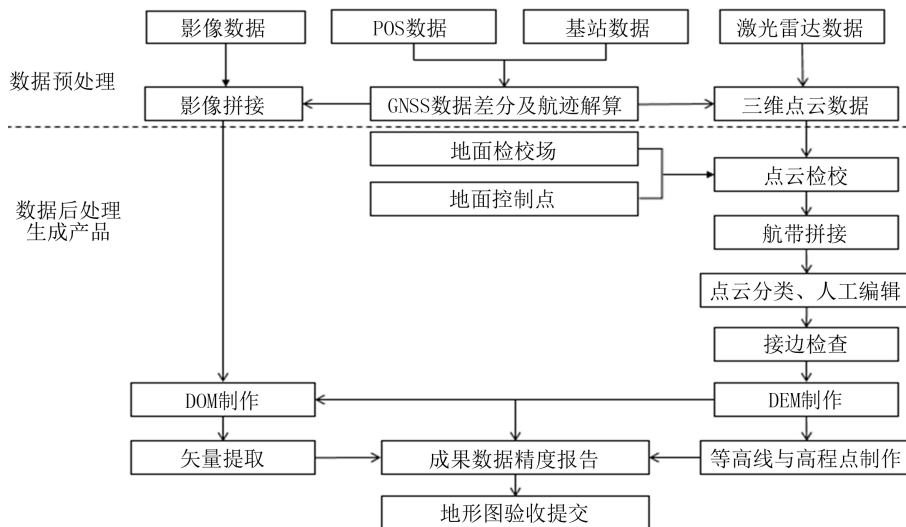 影像数据
POS数据
基站数据
激光雷达数据
数据预处理
影像拼接
GNSS数据差分及航迹解算
三维点云数据
地面检校场
点云检校
地面控制点
数据后处理
生成产品
航带拼接
点云分类、人工编辑
接边检查
DOM制作
DEM制作
矢量提取
成果数据精度报告
等高线与高程点制作
地形图验收提交